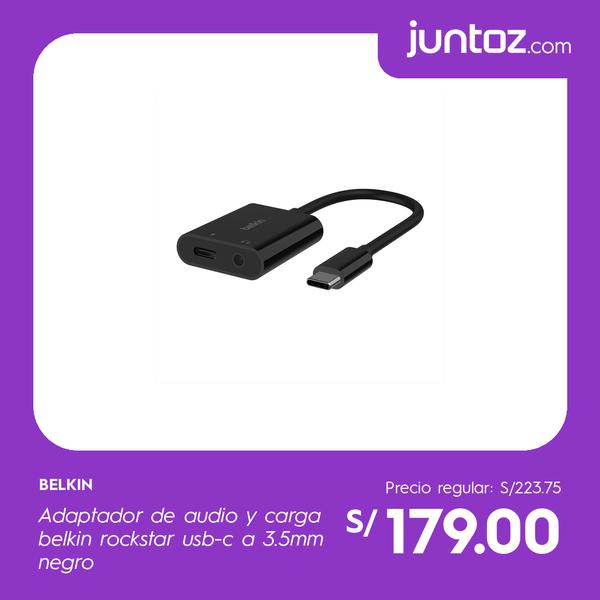 juntoz.com
belkin
BELKIN
Adaptador de audio y carga
belkin rockstar usb-c a 3.5mm
negro
Precio regular: S/223.75
S/179.00